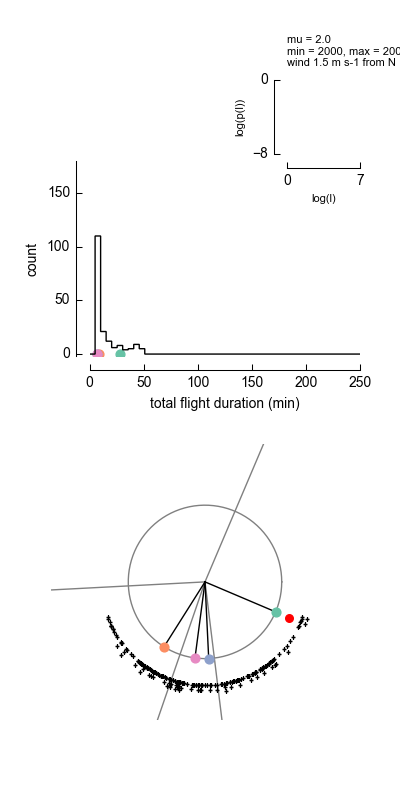 mu = 2.0
min = 2000, max = 200
wind 1.5 m s-1 from N
0
log(p(l))
−8
0 7
log(l)
150
100
50
0
count
0 50 100 150 200 250
total flight duration (min)